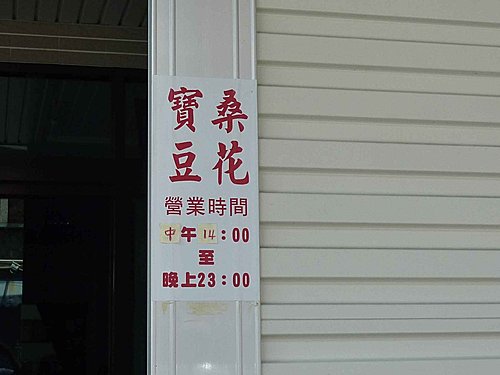 寶桑
豆花
營業時間
中午14：00
至
晚上23：00